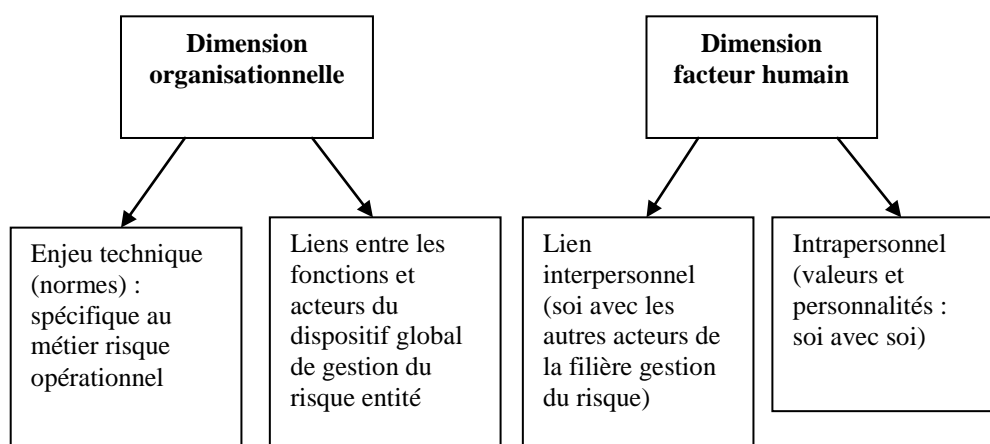 Dimension
organisationnelle
Dimension
facteur humain
Enjeu technique
(normes) :
spécifique au
métier risque
opérationnel
Liens entre les
fonctions et
acteurs du
dispositif global
de gestion du
risque entité
Lien
interpersonnel
(soi avec les
autres acteurs de
la filière gestion
du risque)
Intrapersonnel
(valeurs et
personnalités :
soi avec soi)